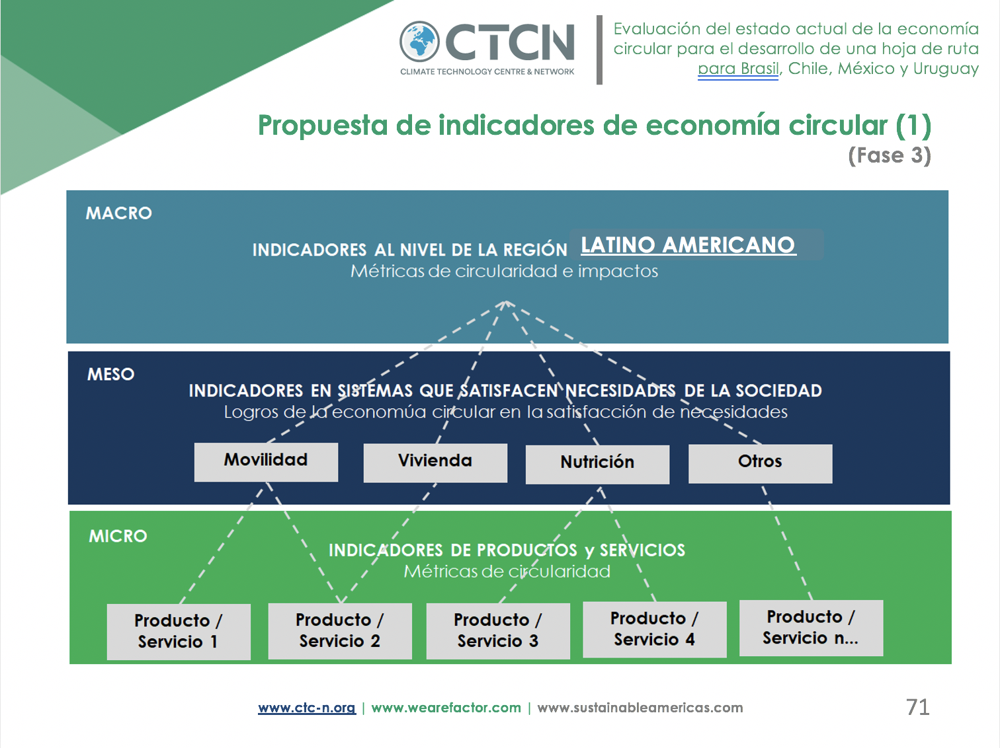 CTCN
CLIMATE TECHNOLOGY CENTRE & NETWORK
Evaluación del estado actual de la economía
circular para el desarrollo de una hoja de ruta
para Brasil, Chile, México y Uruguay
Propuesta de indicadores de economía circular (1)
(Fase 3)
MACRO
INDICADORES AL NIVEL DE LA REGIÓN LATINO AMERICANO
Métricas de circularidad e impactos
MESO
INDICADORES EN SISTEMAS QUE SATISFACEN NECESIDADES DE LA SOCIEDAD
Logros de la economúa circular en la satisfacción de necesidades
Movilidad
Vivienda
Nutrición
Otros
MICRO
INDICADORES DE PRODUCTOS y SERVICIOS
Métricas de circularidad
Producto /
Servicio 1
Producto /
Servicio 2
Producto /
Servicio 3
Producto /
Servicio 4
Producto /
Servicio n...
www.ctc-n.org | www.wearefactor.com | www.sustainableamericas.com
71